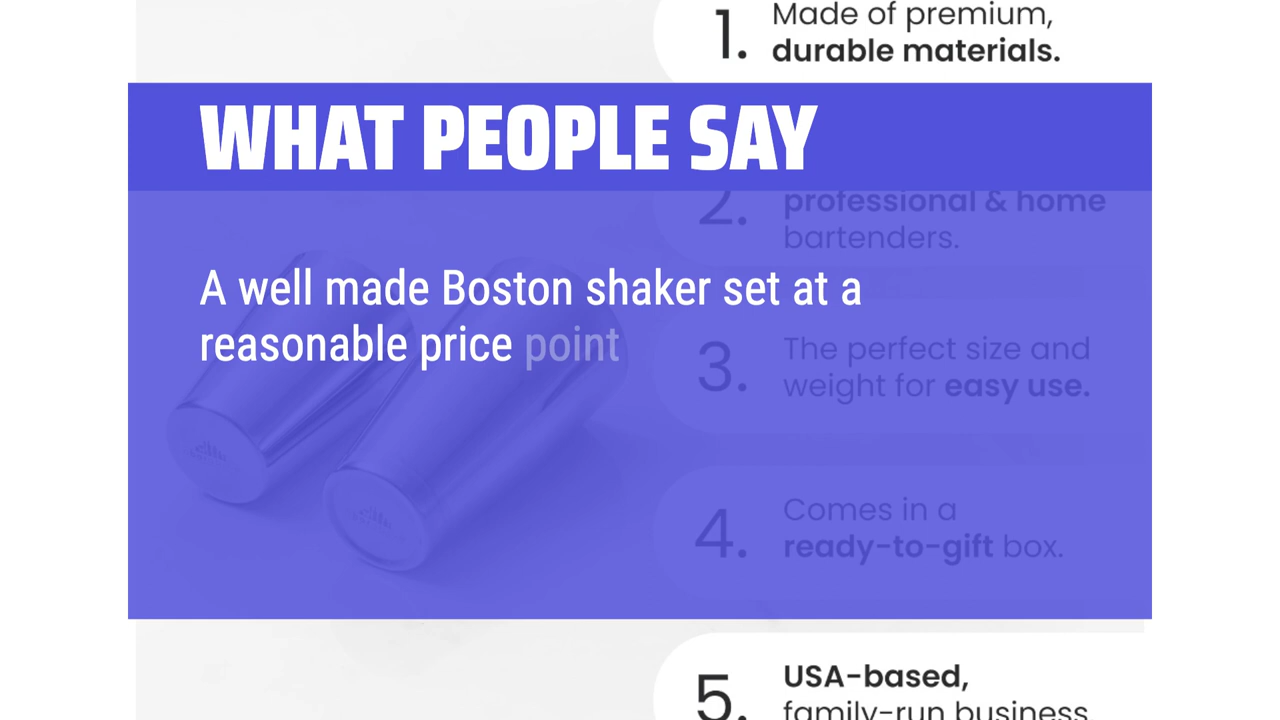 1. Made of premium,
durable materials.
WHAT PEOPLE SAY
2. professional & home
bartenders.
A well made Boston shaker set at a
reasonable price point
3. The perfect size and
weight for easy use.
4. Comes in a
ready-to-gift box.
5. USA-based,
family-run business.